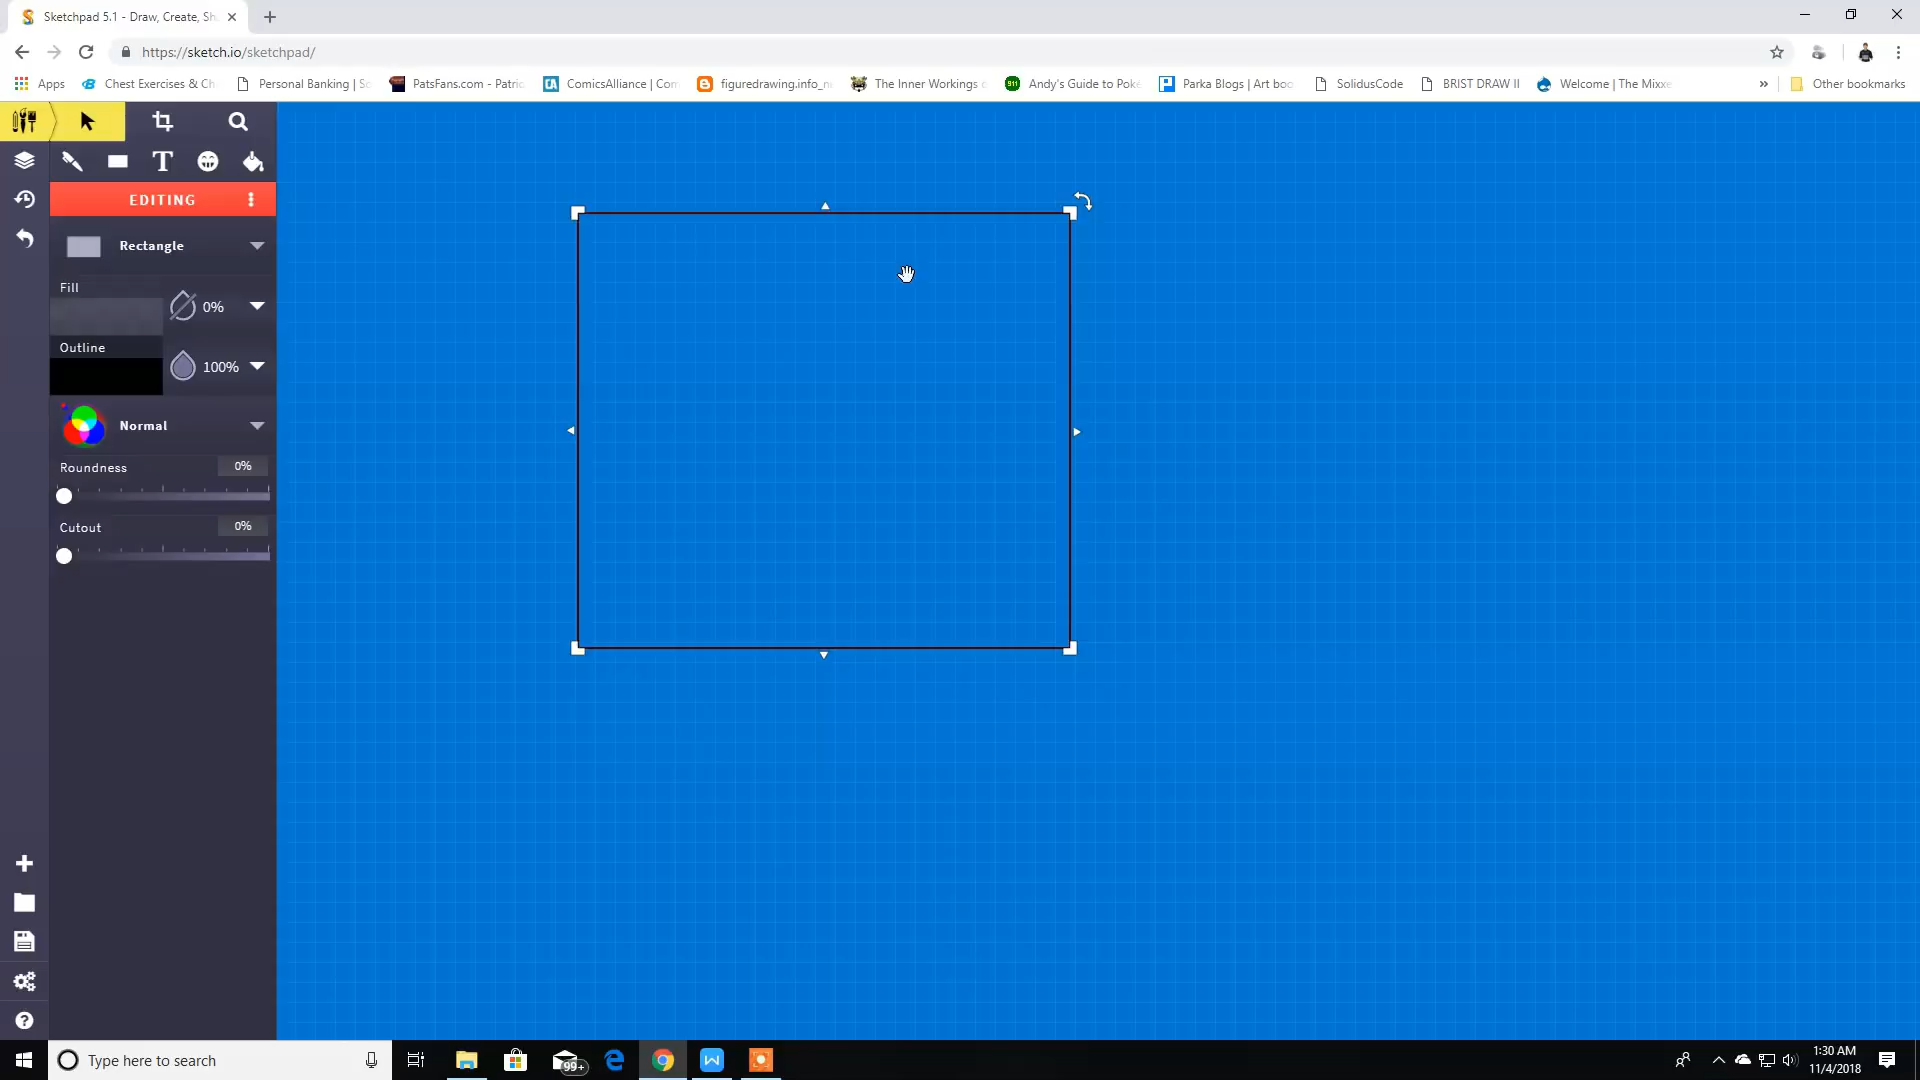 Sketchpad 5.1 - Draw, Create, Sh
https://sketch.io/sketchpad/
Apps
Chest Exercises & Ch
Personal Banking | S
PatsFans.com - Patric
ComicsAlliance | Com
figuredrawing.info_n
The Inner Workings o
Andy's Guide to Poké
Parka Blogs | Art boo
SolidusCode
BRIST DRAW II
Welcome | The Mixxe
»
Other bookmarks
T
EDITING
Rectangle
Fill
0%
Outline
100%
Normal
Roundness 0%
Cutout 0%
Type here to search
99+
1:30 AM
11/4/2018